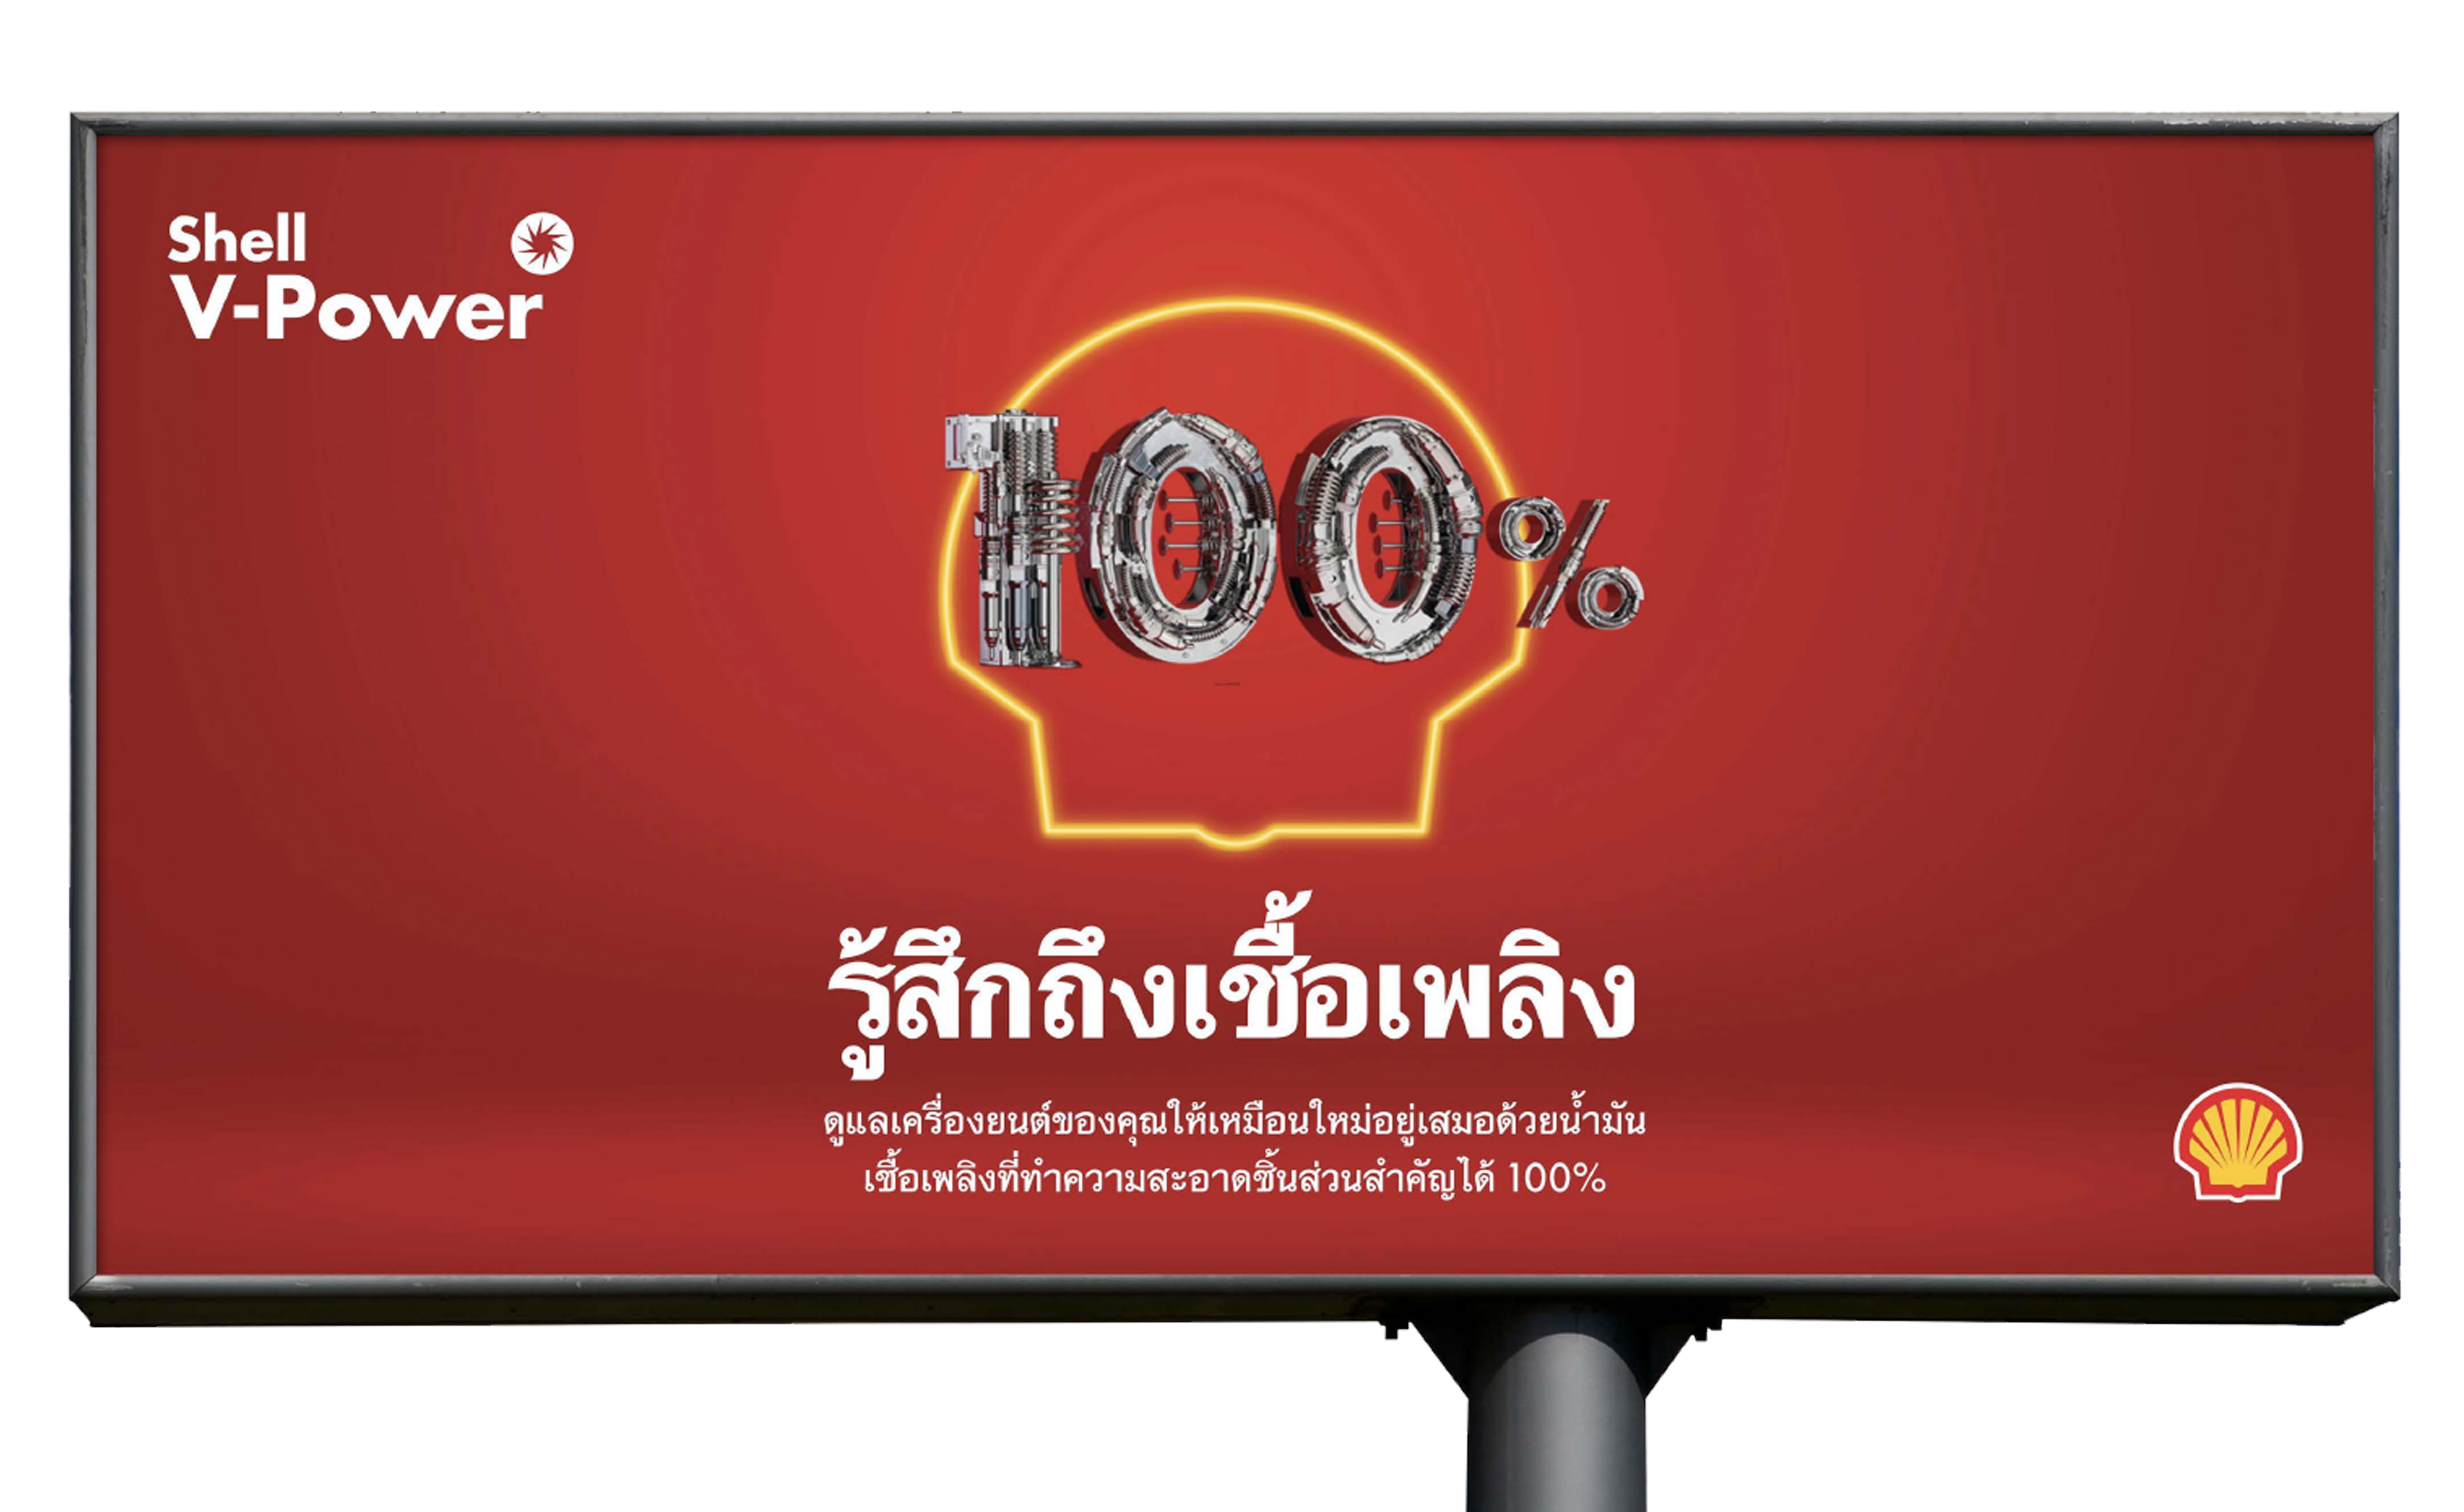 Shell
V-Power
100%
รู้สึกถึงเชื้อเพลิง
ดูแลเครื่องยนต์ของคุณให้เหมือนใหม่อยู่เสมอด้วยน้ำมัน
เชื้อเพลิงที่ทำความสะอาดชิ้นส่วนสำคัญได้ 100%